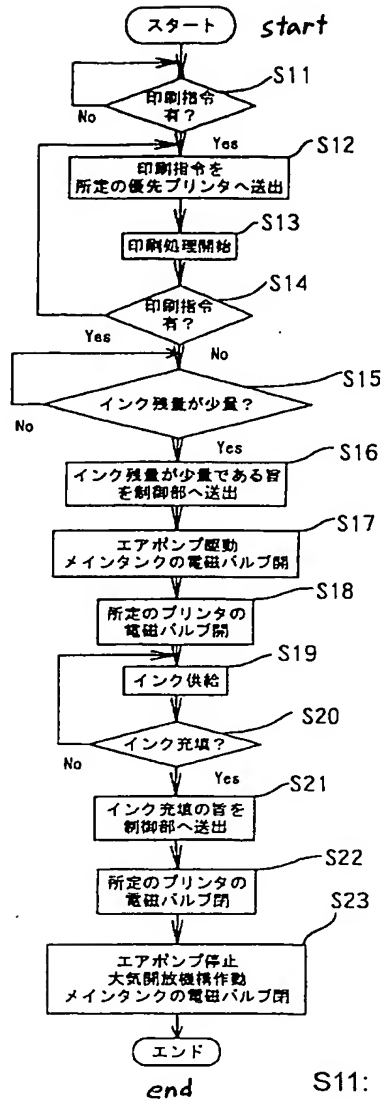 スタート start
S11
印刷指令
有?
No
Yes
S12
印刷指令を
所定の優先プリンタへ送出
S13
印刷処理開始
S14
印刷指令
有?
Yes
No
S15
インク残量が少量?
No
Yes
S16
インク残量が少量である旨
を制御部へ送出
S17
エアポンプ駆動
メインタンクの電磁バルブ開
S18
所定のプリンタの
電磁バルブ開
S19
インク供給
S20
インク充填?
No
Yes
S21
インク充填の旨を
制御部へ送出
S22
所定のプリンタの
電磁バルブ閉
S23
エアポンプ停止
大気開放機構作動
メインタンクの電磁バルブ閉
エンド
end
S11: